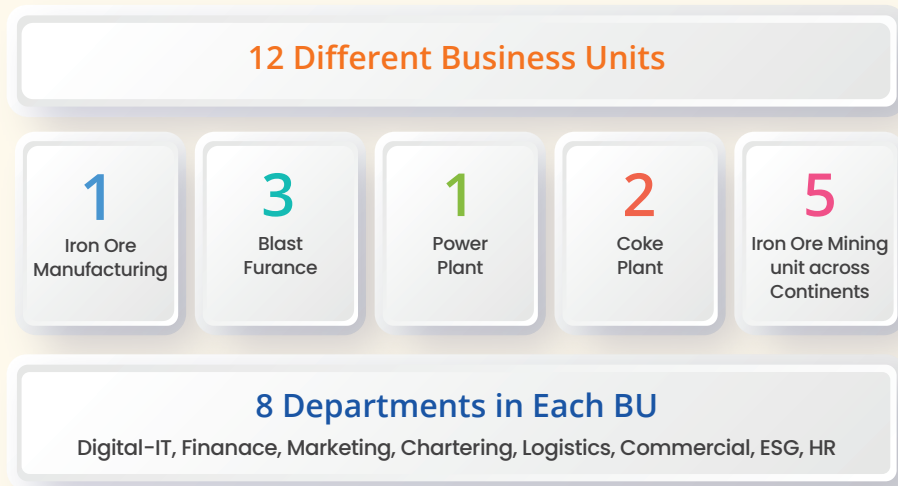 12 Different Business Units
1
Iron Ore
Manufacturing
3
Blast
Furance
1
Power
Plant
2
Coke
Plant
5
Iron Ore Mining
unit across
Continents
8 Departments in Each BU
Digital-IT, Finanace, Marketing, Chartering, Logistics, Commercial, ESG, HR